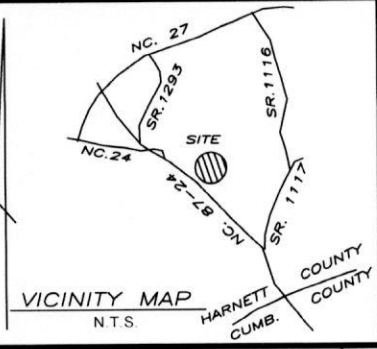 NC. 27
SR. 1293
SR. 1116
SITE
NC. 24
NC. 87-24
SR. 1117
VICINITY MAP
N.T.S.
HARNETT COUNTY
CUMB. COUNTY